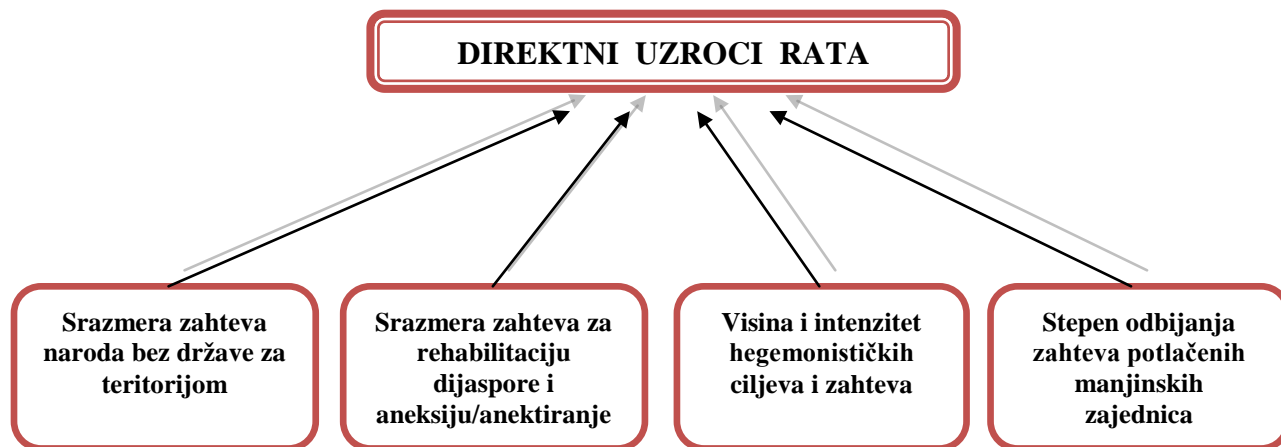 DIREKTNI UZROCI RATA
Srazmera zahteva
naroda bez države za
teritorijom
Srazmera zahteva za
rehabilitaciju
dijaspore i
aneksiju/anektiranje
Visina i intenzitet
hegemonističkih
ciljeva i zahteva
Stepen odbijanja
zahteva potlačenih
manjinskih
zajednica